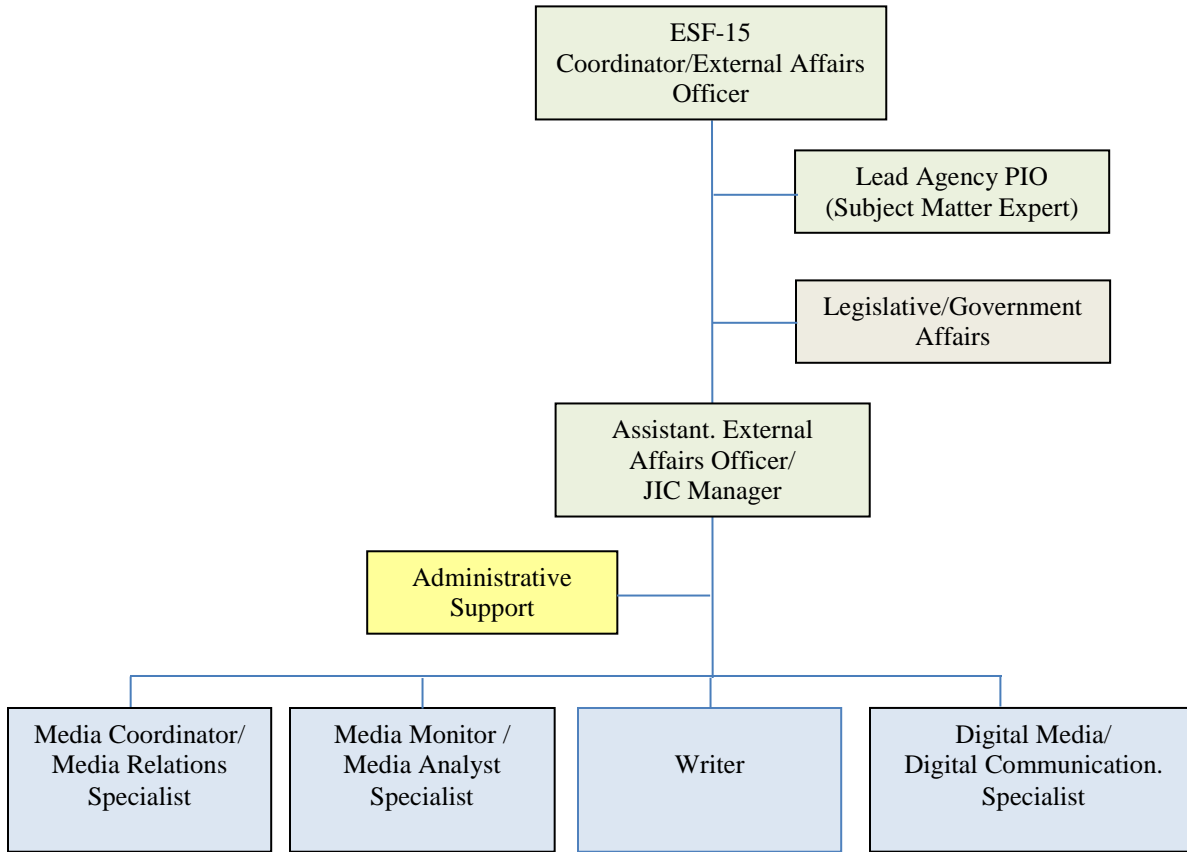 ESF-15
Coordinator/External Affairs
Officer
Lead Agency PIO
(Subject Matter Expert)
Legislative/Government
Affairs
Assistant. External
Affairs Officer/
JIC Manager
Administrative
Support
Media Coordinator/
Media Relations
Specialist
Media Monitor /
Media Analyst
Specialist
Writer
Digital Media/
Digital Communication.
Specialist